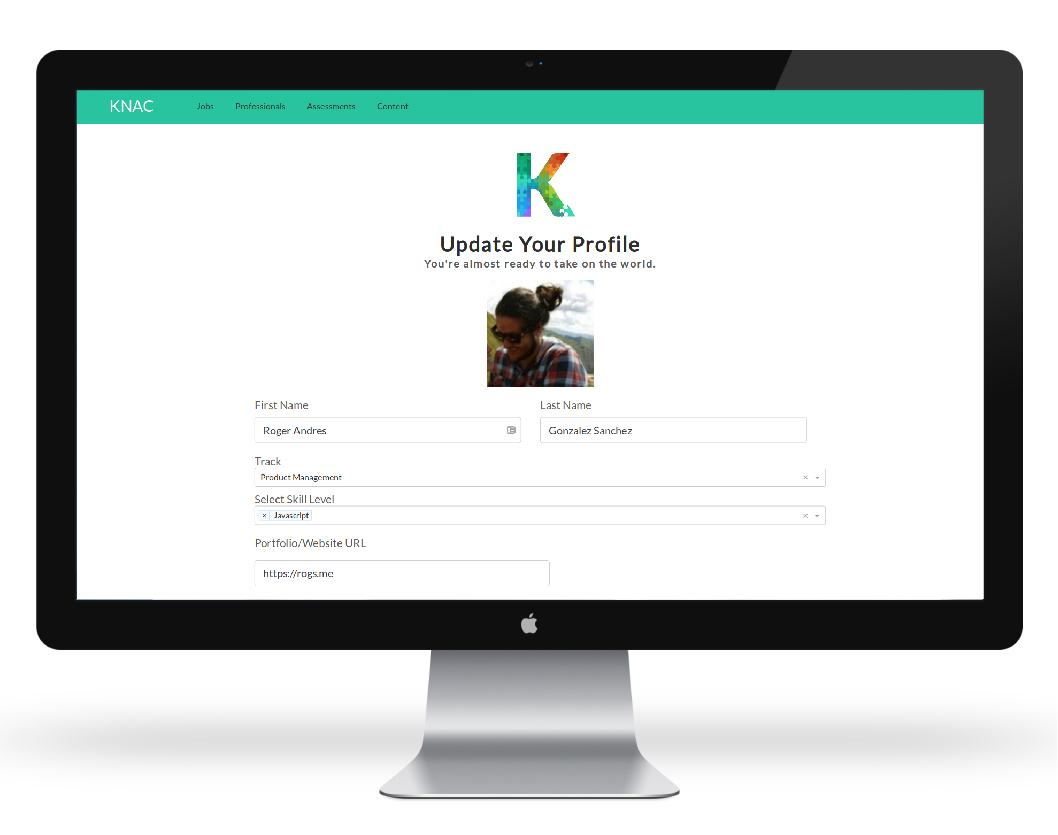 KNAC Jobs Professionals Assessments Content
K
Update Your Profile
You're almost ready to take on the world.
First Name Last Name
Roger Andres Gonzalez Sanchez
Track
Product Management × 
Select Skill Level
× Javascript ×
Portfolio/Website URL
https://rogs.me